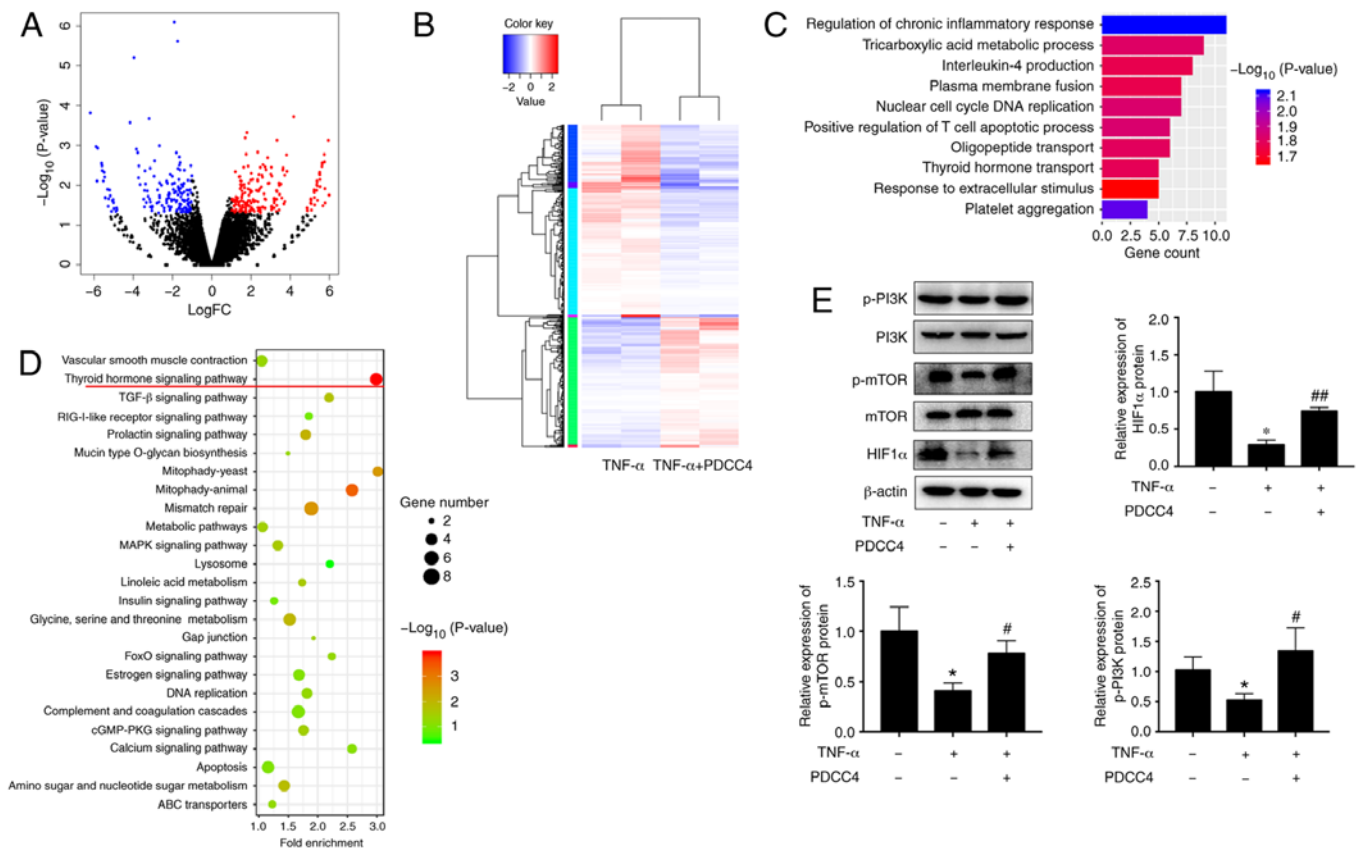 A
6
5
4
3
2
1
0
−Log10 (P-value)
−6 −4 −2 0 2 4 6
LogFC
B
Color key
−2 0 2
Value
TNF-α TNF-α+PDCC4
C
Regulation of chronic inflammatory response
Tricarboxylic acid metabolic process
Interleukin-4 production
Plasma membrane fusion
Nuclear cell cycle DNA replication
Positive regulation of T cell apoptotic process
Oligopeptide transport
Thyroid hormone transport
Response to extracellular stimulus
Platelet aggregation
0.0 2.5 5.0 7.5 10.0
Gene count
−Log10 (P-value)
2.1
2.0
1.9
1.8
1.7
D
Vascular smooth muscle contraction
Thyroid hormone signaling pathway
TGF-β signaling pathway
RIG-I-like receptor signaling pathway
Prolactin signaling pathway
Mucin type O-glycan biosynthesis
Mitophady-yeast
Mitophady-animal
Mismatch repair
Metabolic pathways
MAPK signaling pathway
Lysosome
Linoleic acid metabolism
Insulin signaling pathway
Glycine, serine and threonine metabolism
Gap junction
FoxO signaling pathway
Estrogen signaling pathway
DNA replication
Complement and coagulation cascades
cGMP-PKG signaling pathway
Calcium signaling pathway
Apoptosis
Amino sugar and nucleotide sugar metabolism
ABC transporters
1.0 1.5 2.0 2.5 3.0
Fold enrichment
Gene number
2
4
6
8
−Log10 (P-value)
3
2
1
E
p-PI3K
PI3K
p-mTOR
mTOR
HIF1α
β-actin
TNF-α − + +
PDCC4 − − +
Relative expression of
HIF1α protein
2.0
1.5
1.0
0.5
0.0
*
##
TNF-α − + +
PDCC4 − − +
Relative expression of
p-mTOR protein
1.5
1.0
0.5
0.0
*
#
TNF-α − + +
PDCC4 − − +
Relative expression of
p-PI3K protein
2.5
2.0
1.5
1.0
0.5
0.0
*
#
TNF-α − + +
PDCC4 − − +